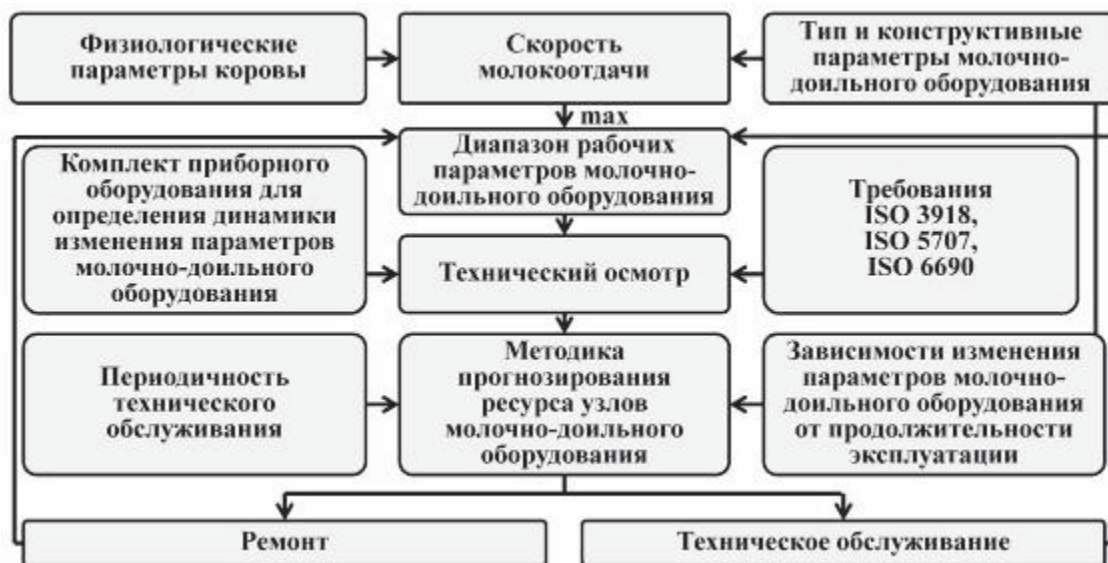 Физиологические
параметры коровы
Скорость
молокоотдачи
Тип и конструктивные
параметры молочно-
доильного оборудования
max
Диапазон рабочих
параметров молочно-
доильного оборудования
Комплект приборного
оборудования для
определения динамики
изменения параметров
молочно-доильного
оборудования
Требования
ISO 3918,
ISO 5707,
ISO 6690
Технический осмотр
Периодичность
технического
обслуживания
Методика
прогнозирования
ресурса узлов
молочно-доильного
оборудования
Зависимости изменения
параметров молочно-
доильного оборудования
от продолжительности
эксплуатации
Ремонт
Техническое обслуживание